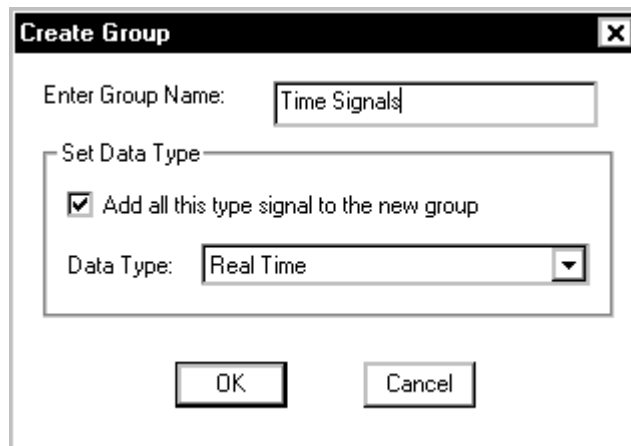 Create Group
Enter Group Name: Time Signals
Set Data Type
Add all this type signal to the new group
Data Type: Real Time
OK Cancel